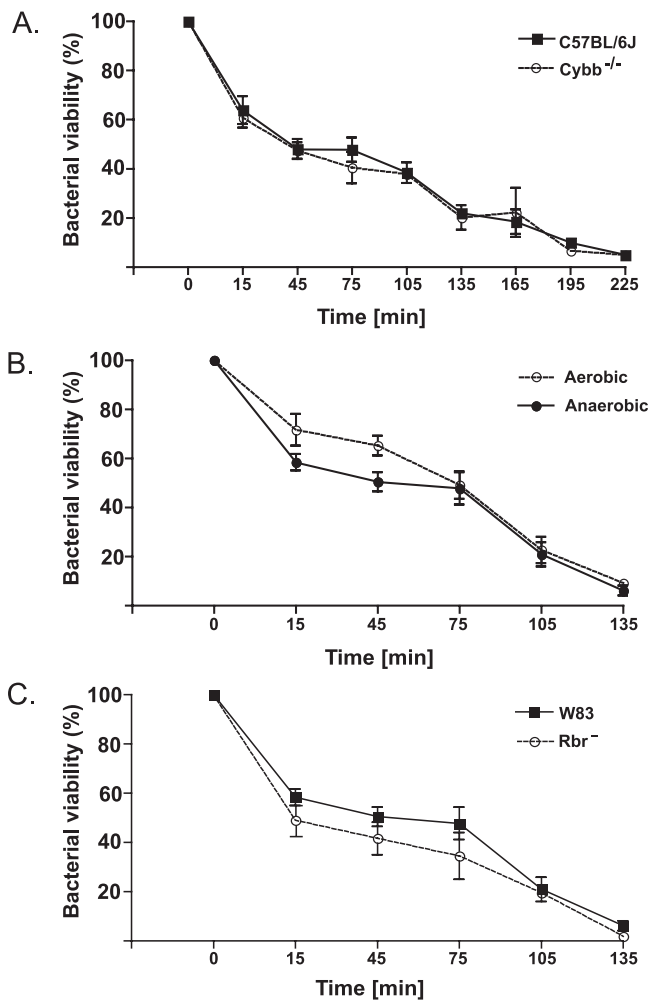 A.
Bacterial viability (%)
100
80
60
40
20
C57BL/6J
Cybb -/-
0 15 45 75 105 135 165 195 225
Time [min]
B.
Bacterial viability (%)
100
80
60
40
20
Aerobic
Anaerobic
0 15 45 75 105 135
Time [min]
C.
Bacterial viability (%)
100
80
60
40
20
W83
Rbr −
0 15 45 75 105 135
Time [min]